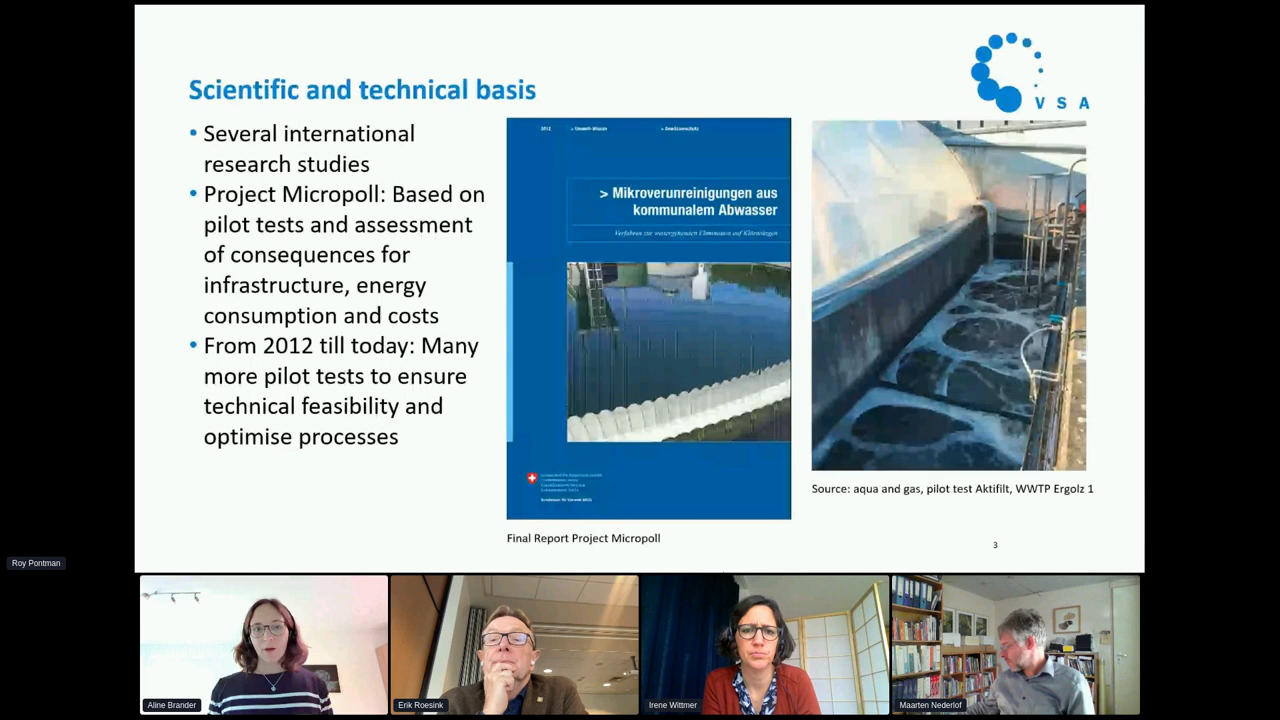 Scientific and technical basis
VSA
• Several international
research studies
• Project Micropoll: Based on
pilot tests and assessment
of consequences for
infrastructure, energy
consumption and costs
• From 2012 till today: Many
more pilot tests to ensure
technical feasibility and
optimise processes
2012 > Umwelt-Wissen > Gewässerschutz
> Mikroverunreinigungen aus
kommunalem Abwasser
Verfahren zur weitergehenden Elimination auf Kläranlagen
Final Report Project Micropoll
Source: aqua and gas, pilot test Aktifilt, WWTP Ergolz 1
3
Roy Pontman
Aline Brander
Erik Roesink
Irene Wittmer
Maarten Nederlof